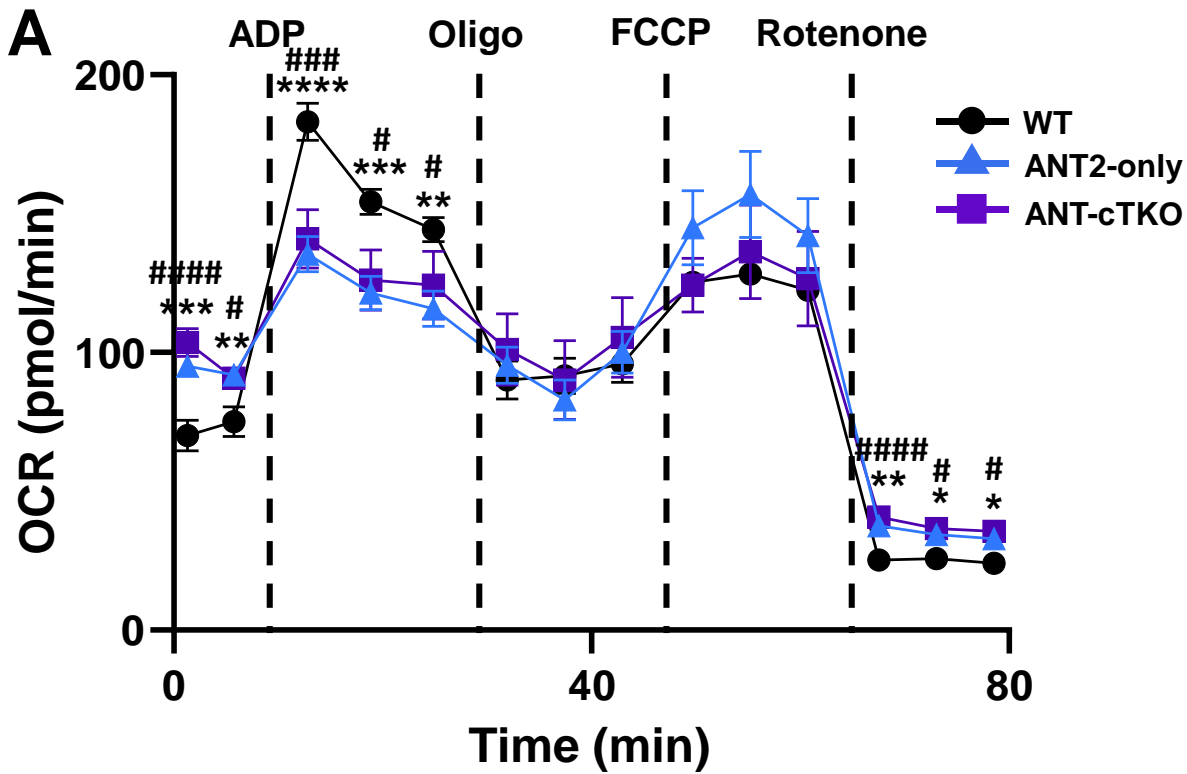 A
ADP
Oligo
FCCP
Rotenone
###
****
#
***
#
**
####
***
#
**
####
**
#
*
#
*
200
100
0
0
40
80
OCR (pmol/min)
Time (min)
WT
ANT2-only
ANT-cTKO